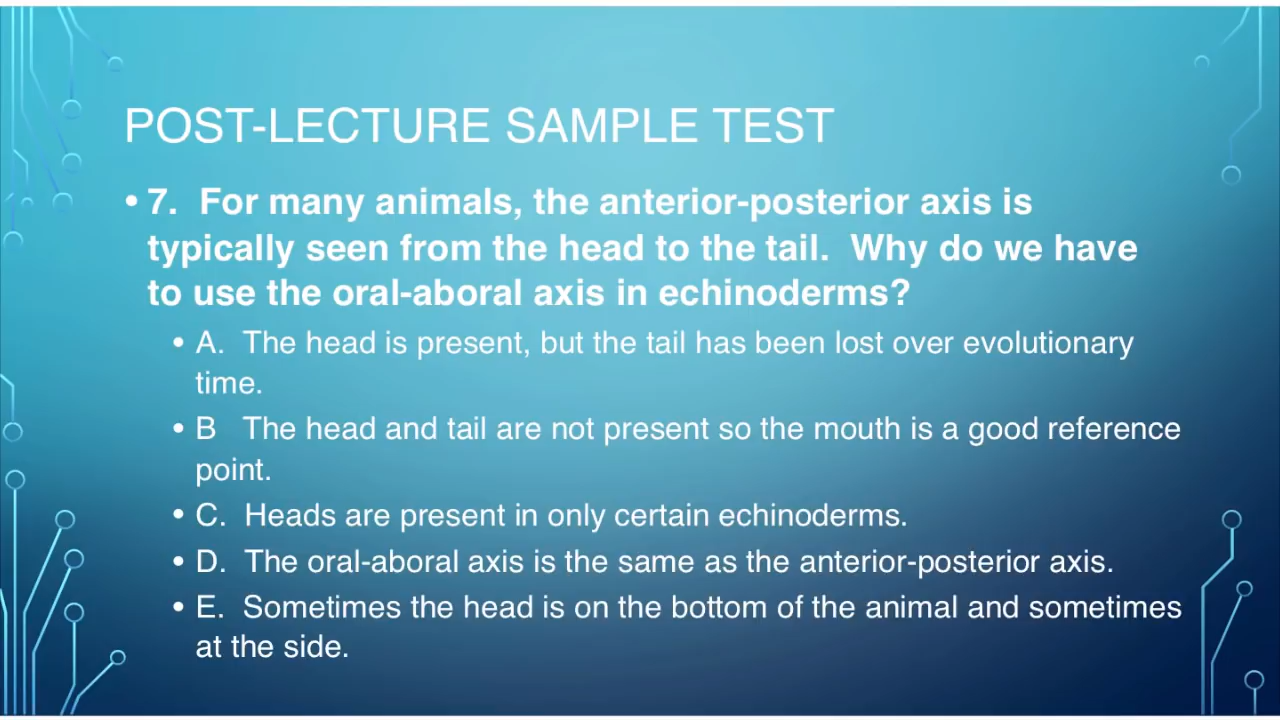 POST-LECTURE SAMPLE TEST
• 7.  For many animals, the anterior-posterior axis is
typically seen from the head to the tail.  Why do we have
to use the oral-aboral axis in echinoderms?
• A.  The head is present, but the tail has been lost over evolutionary
time.
• B   The head and tail are not present so the mouth is a good reference
point.
• C.  Heads are present in only certain echinoderms.
• D.  The oral-aboral axis is the same as the anterior-posterior axis.
• E.  Sometimes the head is on the bottom of the animal and sometimes
at the side.